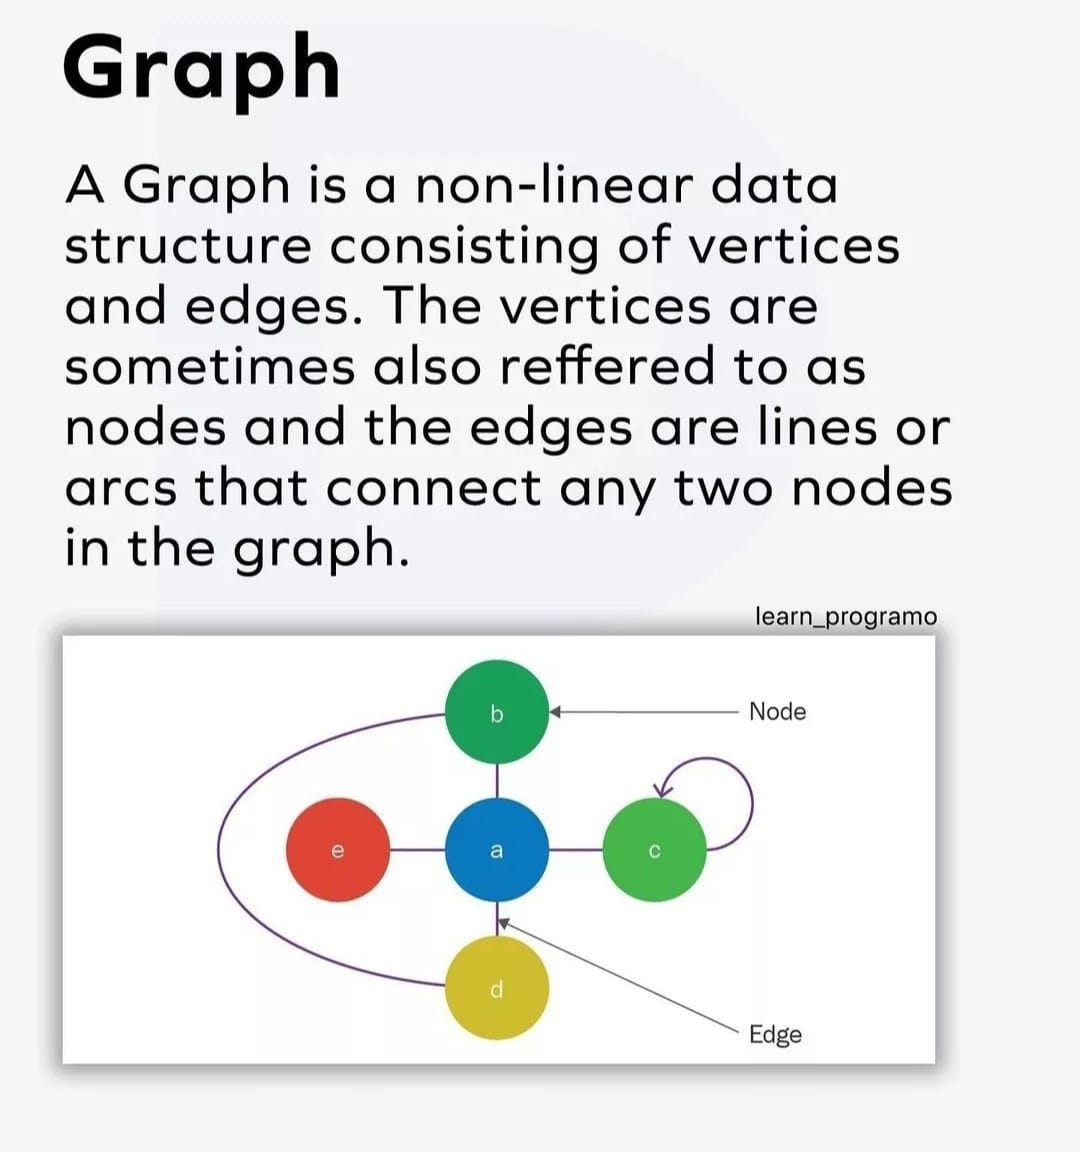 Graph
A Graph is a non-linear data
structure consisting of vertices
and edges. The vertices are
sometimes also reffered to as
nodes and the edges are lines or
arcs that connect any two nodes
in the graph.
learn_programo
b
Node
e
a
c
d
Edge